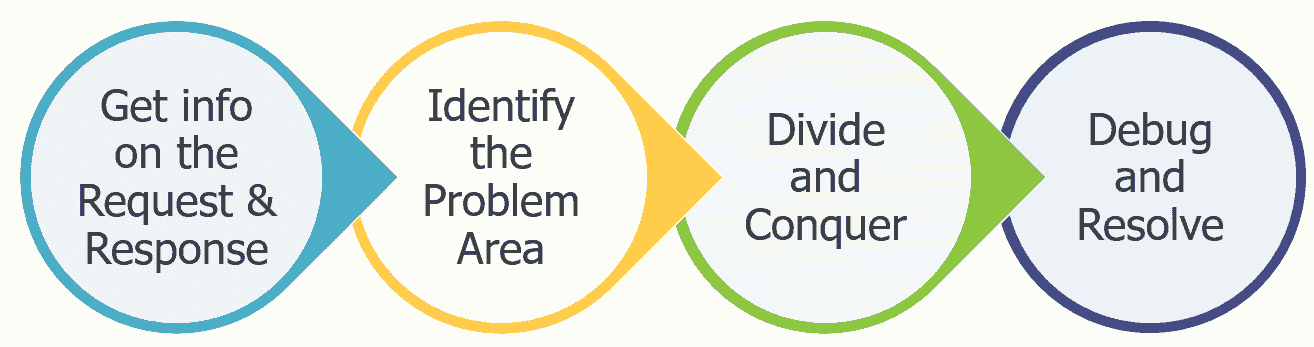 Get info
on the
Request &
Response
Identify
the
Problem
Area
Divide
and
Conquer
Debug
and
Resolve